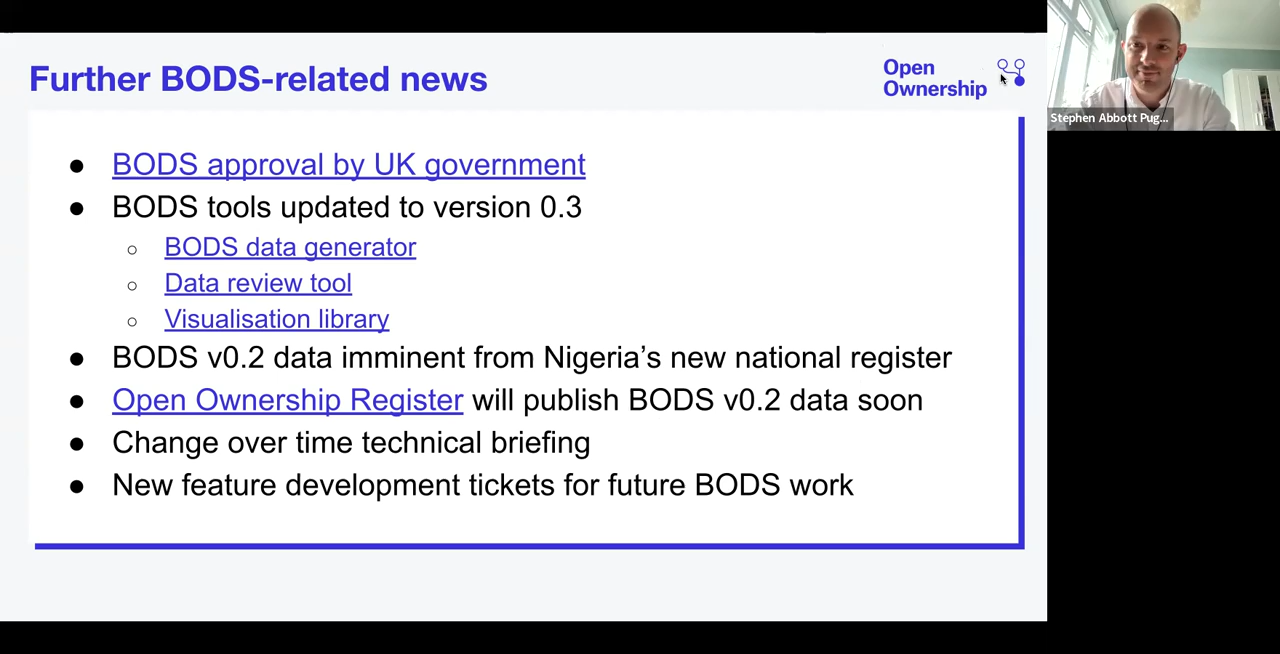 Further BODS-related news
Open
Ownership
● BODS approval by UK government
● BODS tools updated to version 0.3
○ BODS data generator
○ Data review tool
○ Visualisation library
● BODS v0.2 data imminent from Nigeria’s new national register
● Open Ownership Register will publish BODS v0.2 data soon
● Change over time technical briefing
● New feature development tickets for future BODS work
Stephen Abbott Pug...